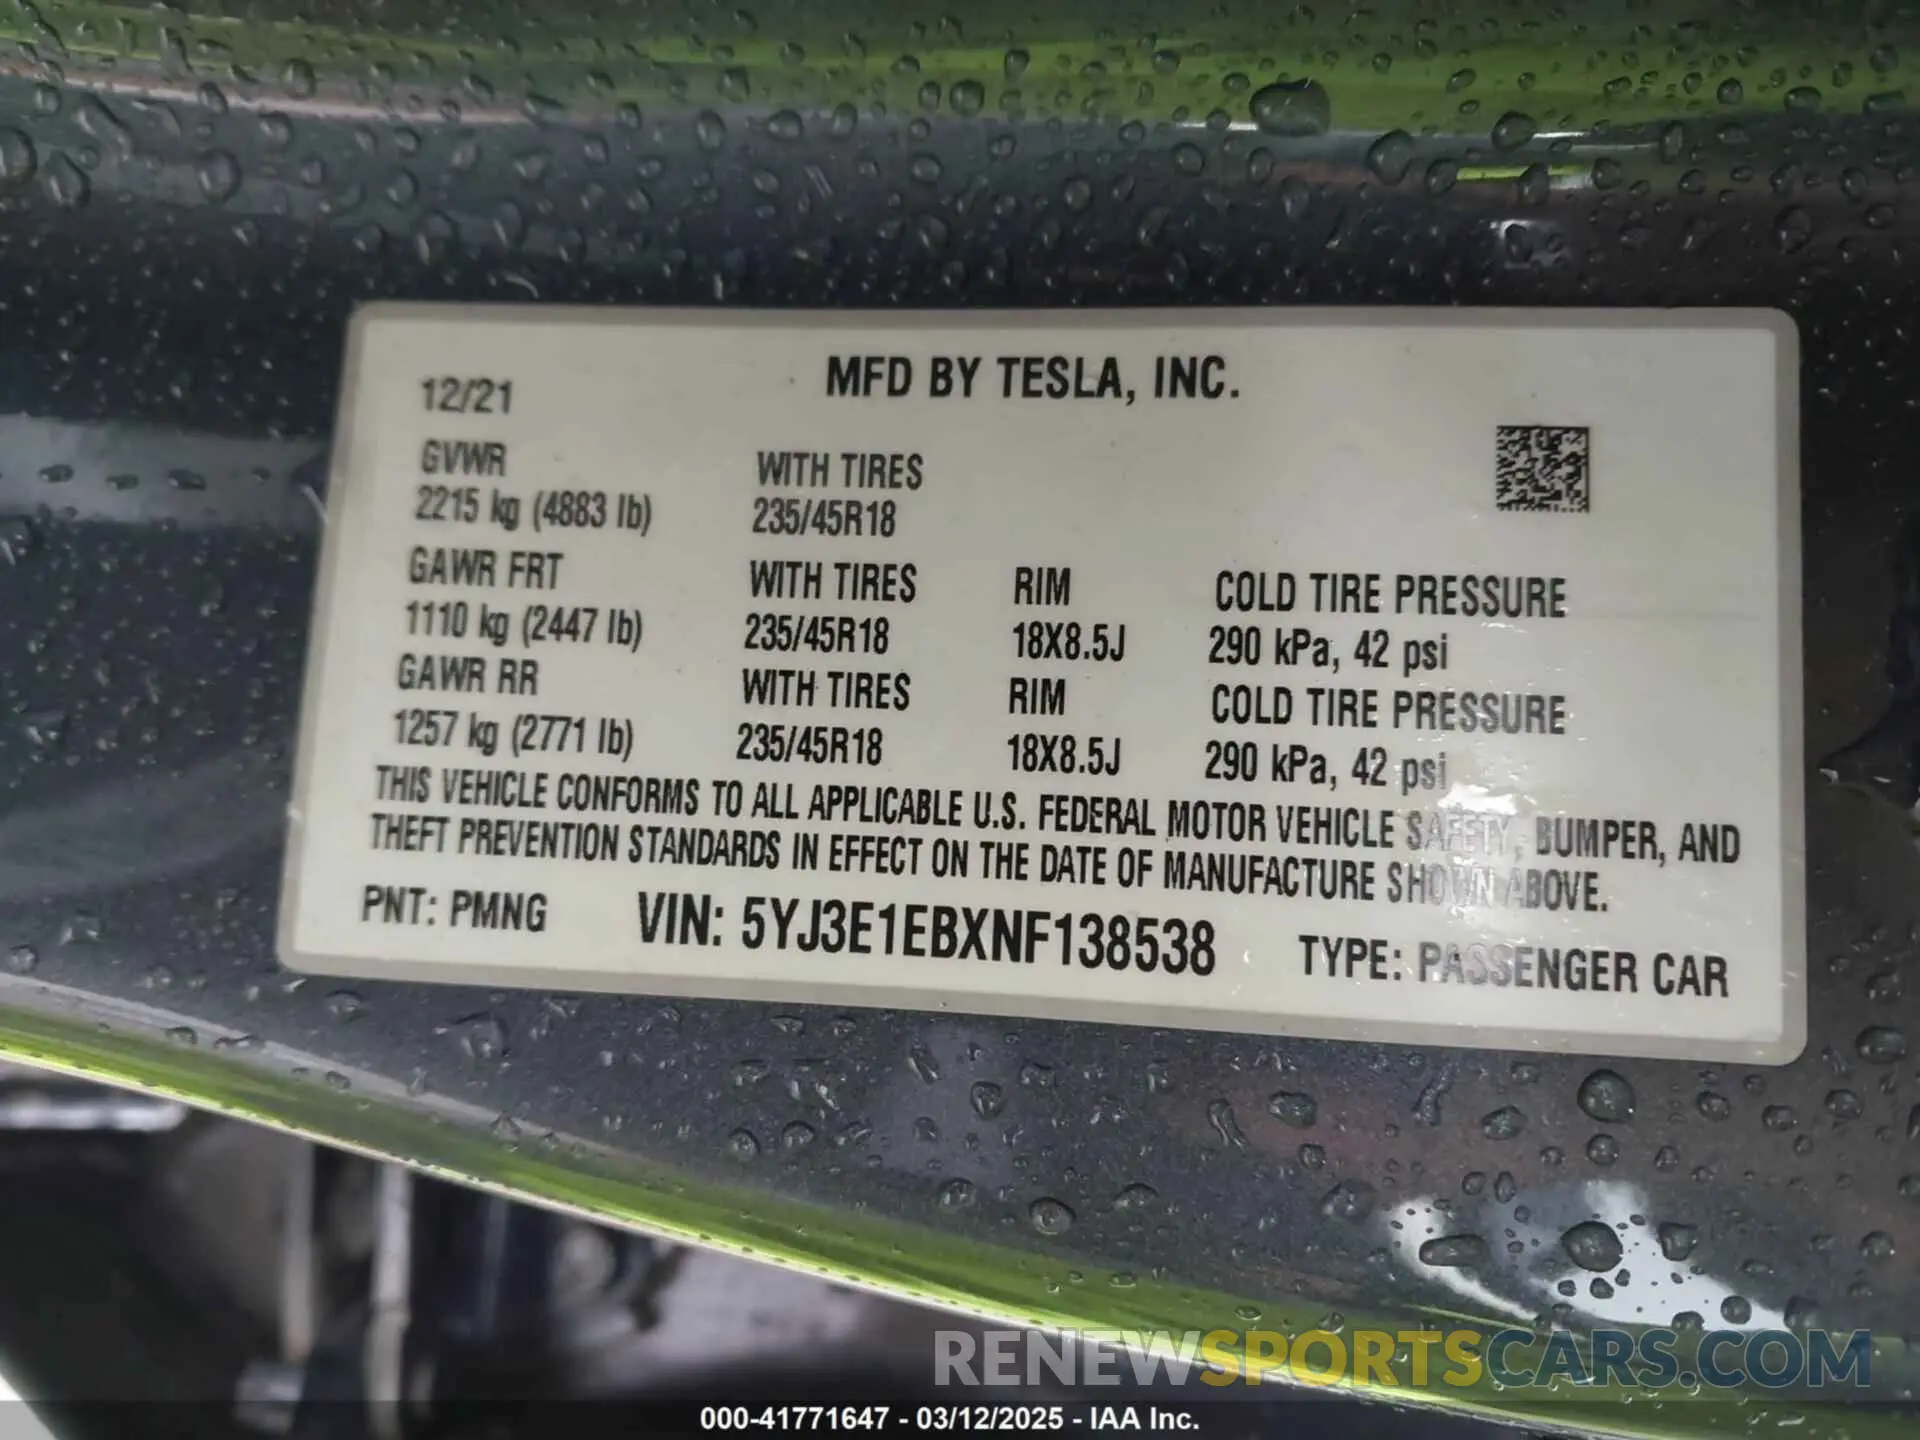 MFD BY TESLA, INC.
12/21
GVWR WITH TIRES
2215 kg (4883 lb) 235/45R18
GAWR FRT WITH TIRES RIM COLD TIRE PRESSURE
1110 kg (2447 lb) 235/45R18 18X8.5J 290 kPa, 42 psi
GAWR RR WITH TIRES RIM COLD TIRE PRESSURE
1257 kg (2771 lb) 235/45R18 18X8.5J 290 kPa, 42 psi
THIS VEHICLE CONFORMS TO ALL APPLICABLE U.S. FEDERAL MOTOR VEHICLE SAFETY, BUMPER, AND
THEFT PREVENTION STANDARDS IN EFFECT ON THE DATE OF MANUFACTURE SHOWN ABOVE.
PNT: PMNG VIN: 5YJ3E1EBXNF138538 TYPE: PASSENGER CAR
RENEWSPORTSCARS.COM
000-41771647 - 03/12/2025 - IAA Inc.